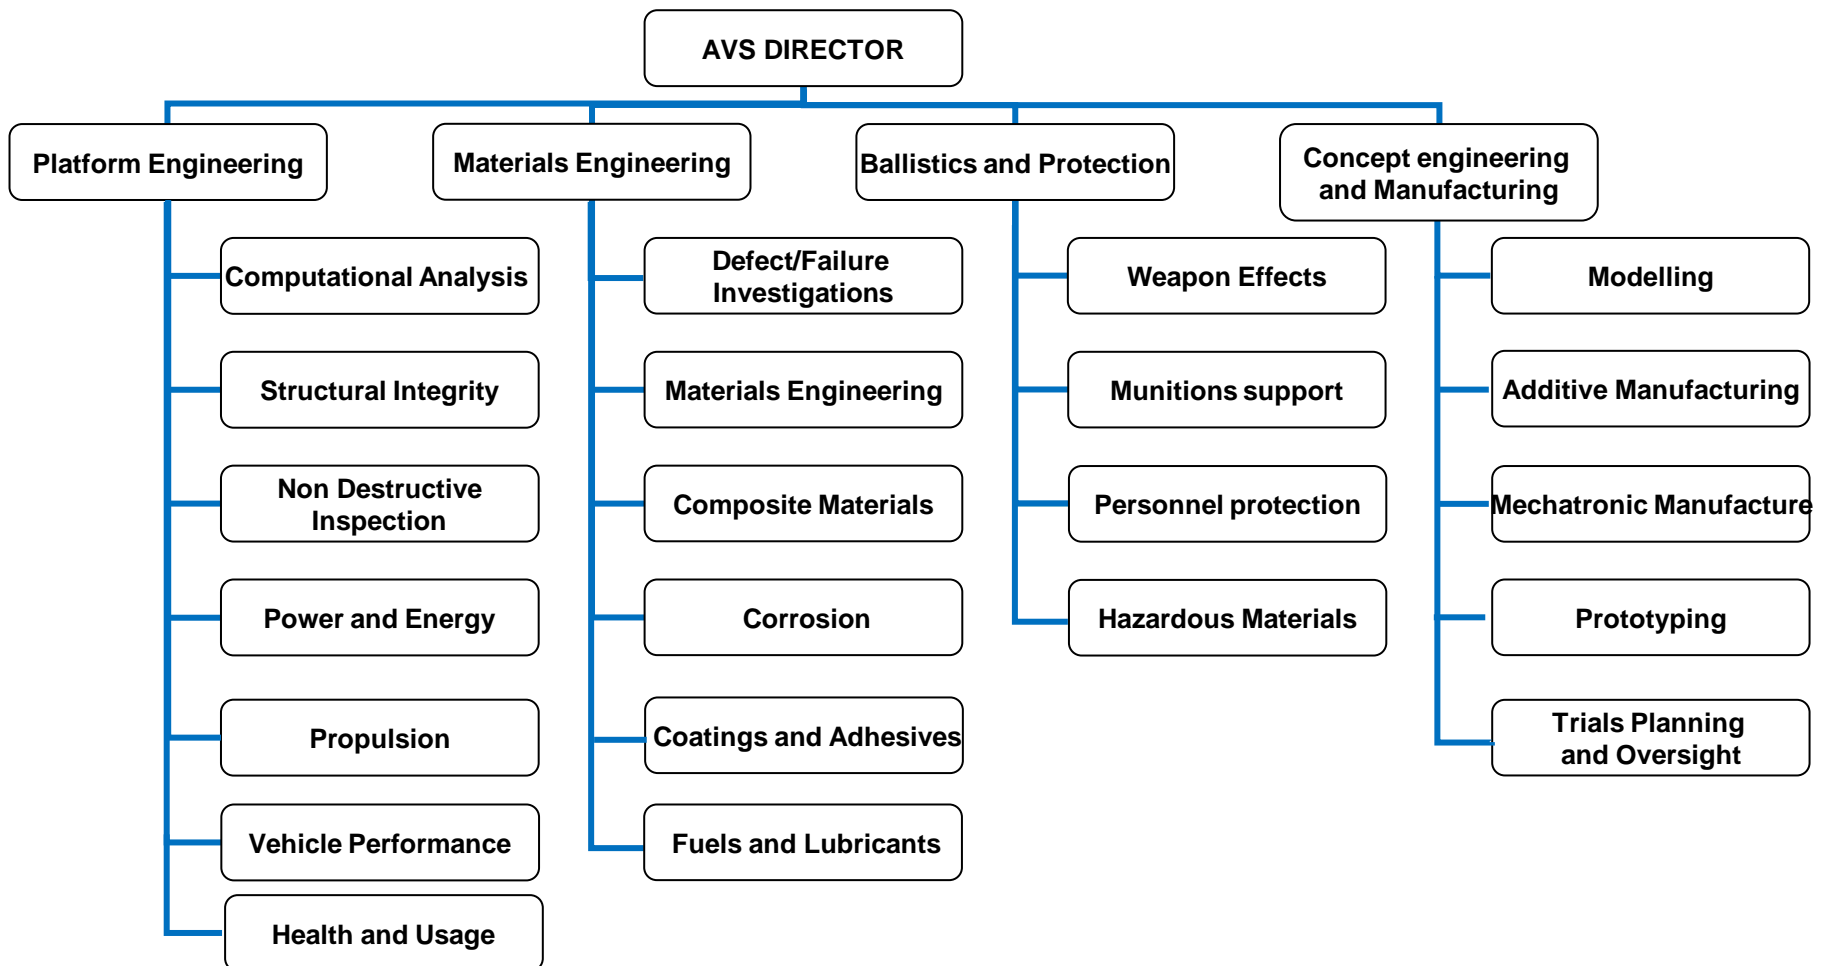 AVS DIRECTOR
Platform Engineering
Materials Engineering
Ballistics and Protection
Concept engineering
and Manufacturing
Computational Analysis
Structural Integrity
Non Destructive
Inspection
Power and Energy
Propulsion
Vehicle Performance
Health and Usage
Defect/Failure
Investigations
Materials Engineering
Composite Materials
Corrosion
Coatings and Adhesives
Fuels and Lubricants
Weapon Effects
Munitions support
Personnel protection
Hazardous Materials
Modelling
Additive Manufacturing
Mechatronic Manufacture
Prototyping
Trials Planning
and Oversight